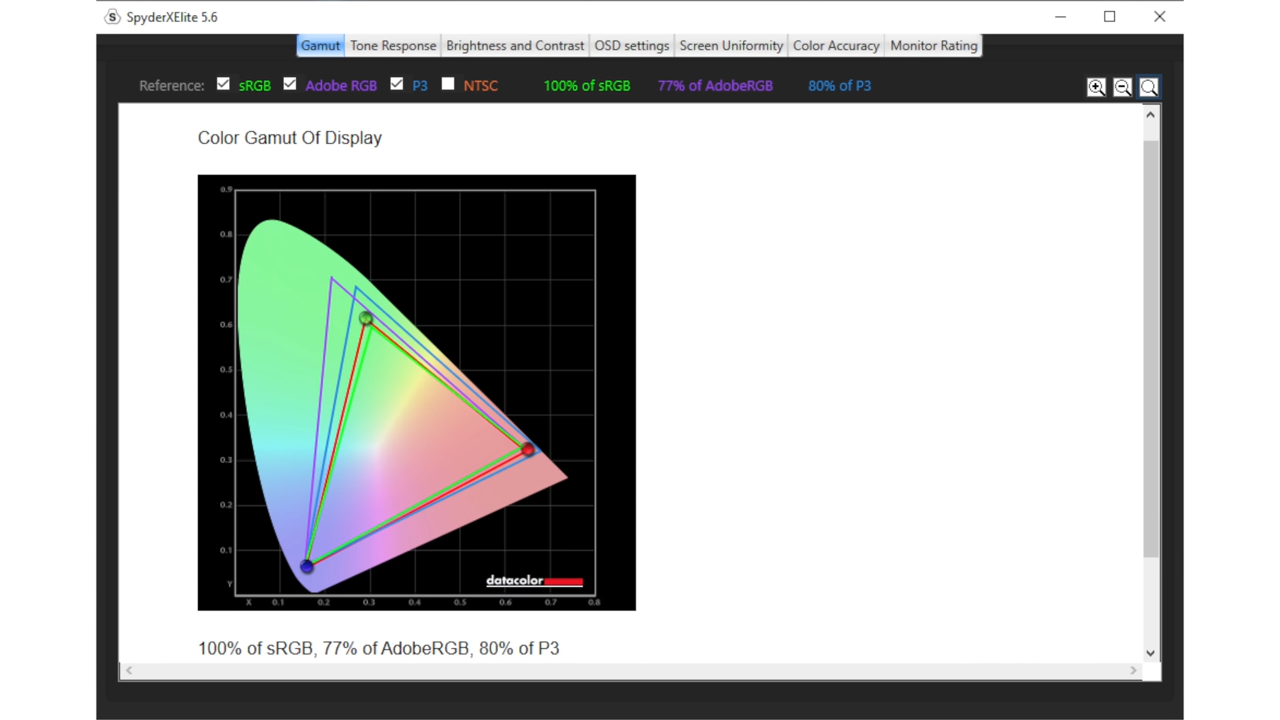 SpyderXElite 5.6
Gamut Tone Response Brightness and Contrast OSD settings Screen Uniformity Color Accuracy Monitor Rating
Reference: sRGB Adobe RGB P3 NTSC 100% of sRGB 77% of AdobeRGB 80% of P3
Color Gamut Of Display
0.9
0.8
0.7
0.6
0.5
0.4
0.3
0.2
0.1
Y
datacolor
X 0.1 0.2 0.3 0.4 0.5 0.6 0.7 0.8
100% of sRGB, 77% of AdobeRGB, 80% of P3